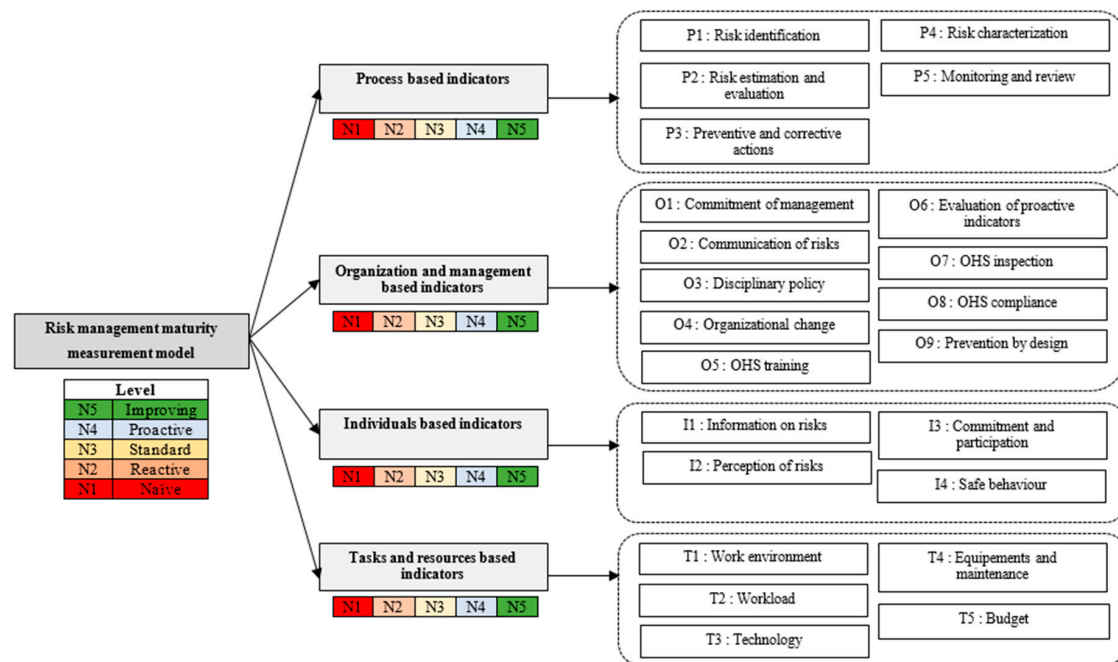 Risk management maturity
measurement model
Level
N5 Improving
N4 Proactive
N3 Standard
N2 Reactive
N1 Naïve
Process based indicators
N1 N2 N3 N4 N5
P1 : Risk identification
P2 : Risk estimation and
evaluation
P3 : Preventive and corrective
actions
P4 : Risk characterization
P5 : Monitoring and review
Organization and management
based indicators
N1 N2 N3 N4 N5
O1 : Commitment of management
O2 : Communication of risks
O3 : Disciplinary policy
O4 : Organizational change
O5 : OHS training
O6 : Evaluation of proactive
indicators
O7 : OHS inspection
O8 : OHS compliance
O9 : Prevention by design
Individuals based indicators
N1 N2 N3 N4 N5
I1 : Information on risks
I2 : Perception of risks
I3 : Commitment and
participation
I4 : Safe behaviour
Tasks and resources based
indicators
N1 N2 N3 N4 N5
T1 : Work environment
T2 : Workload
T3 : Technology
T4 : Equipements and
maintenance
T5 : Budget